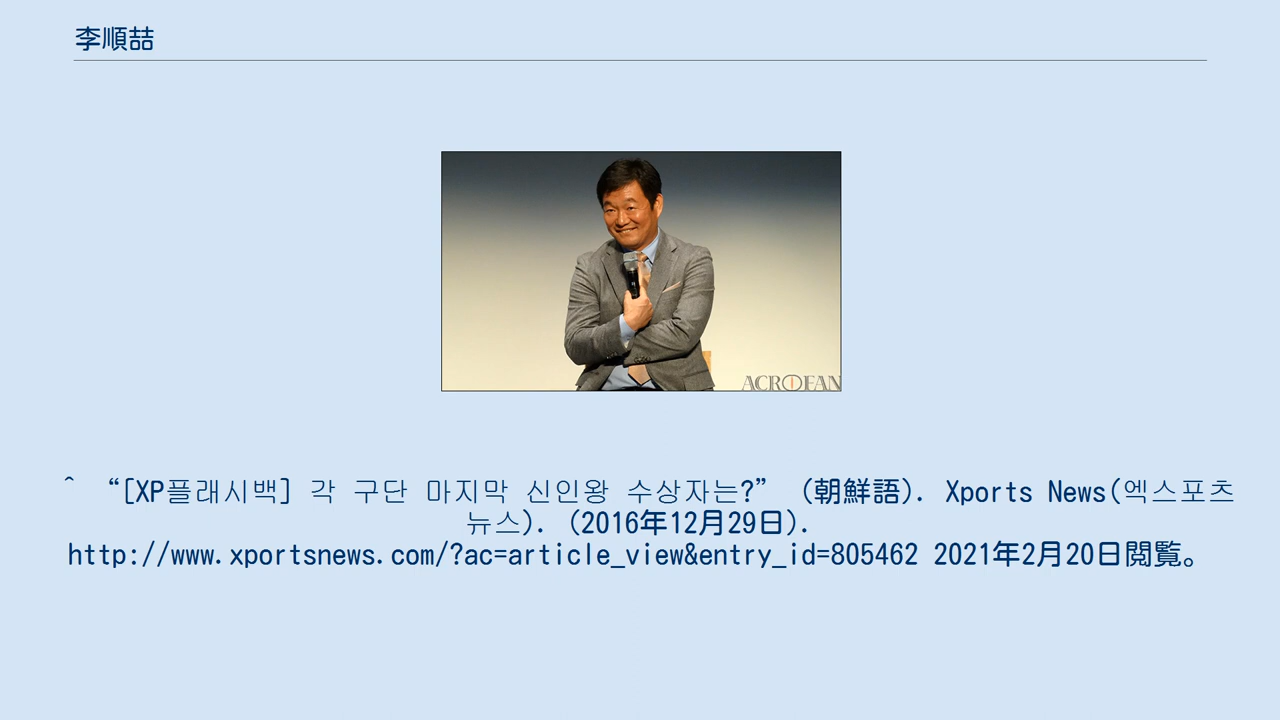 李順喆
ACROFAN
^ “[XP플래시백] 각 구단 마지막 신인왕 수상자는?” (朝鮮語). Xports News(엑스포츠
뉴스). (2016年12月29日).
http://www.xportsnews.com/?ac=article_view&entry_id=805462 2021年2月20日閲覧。